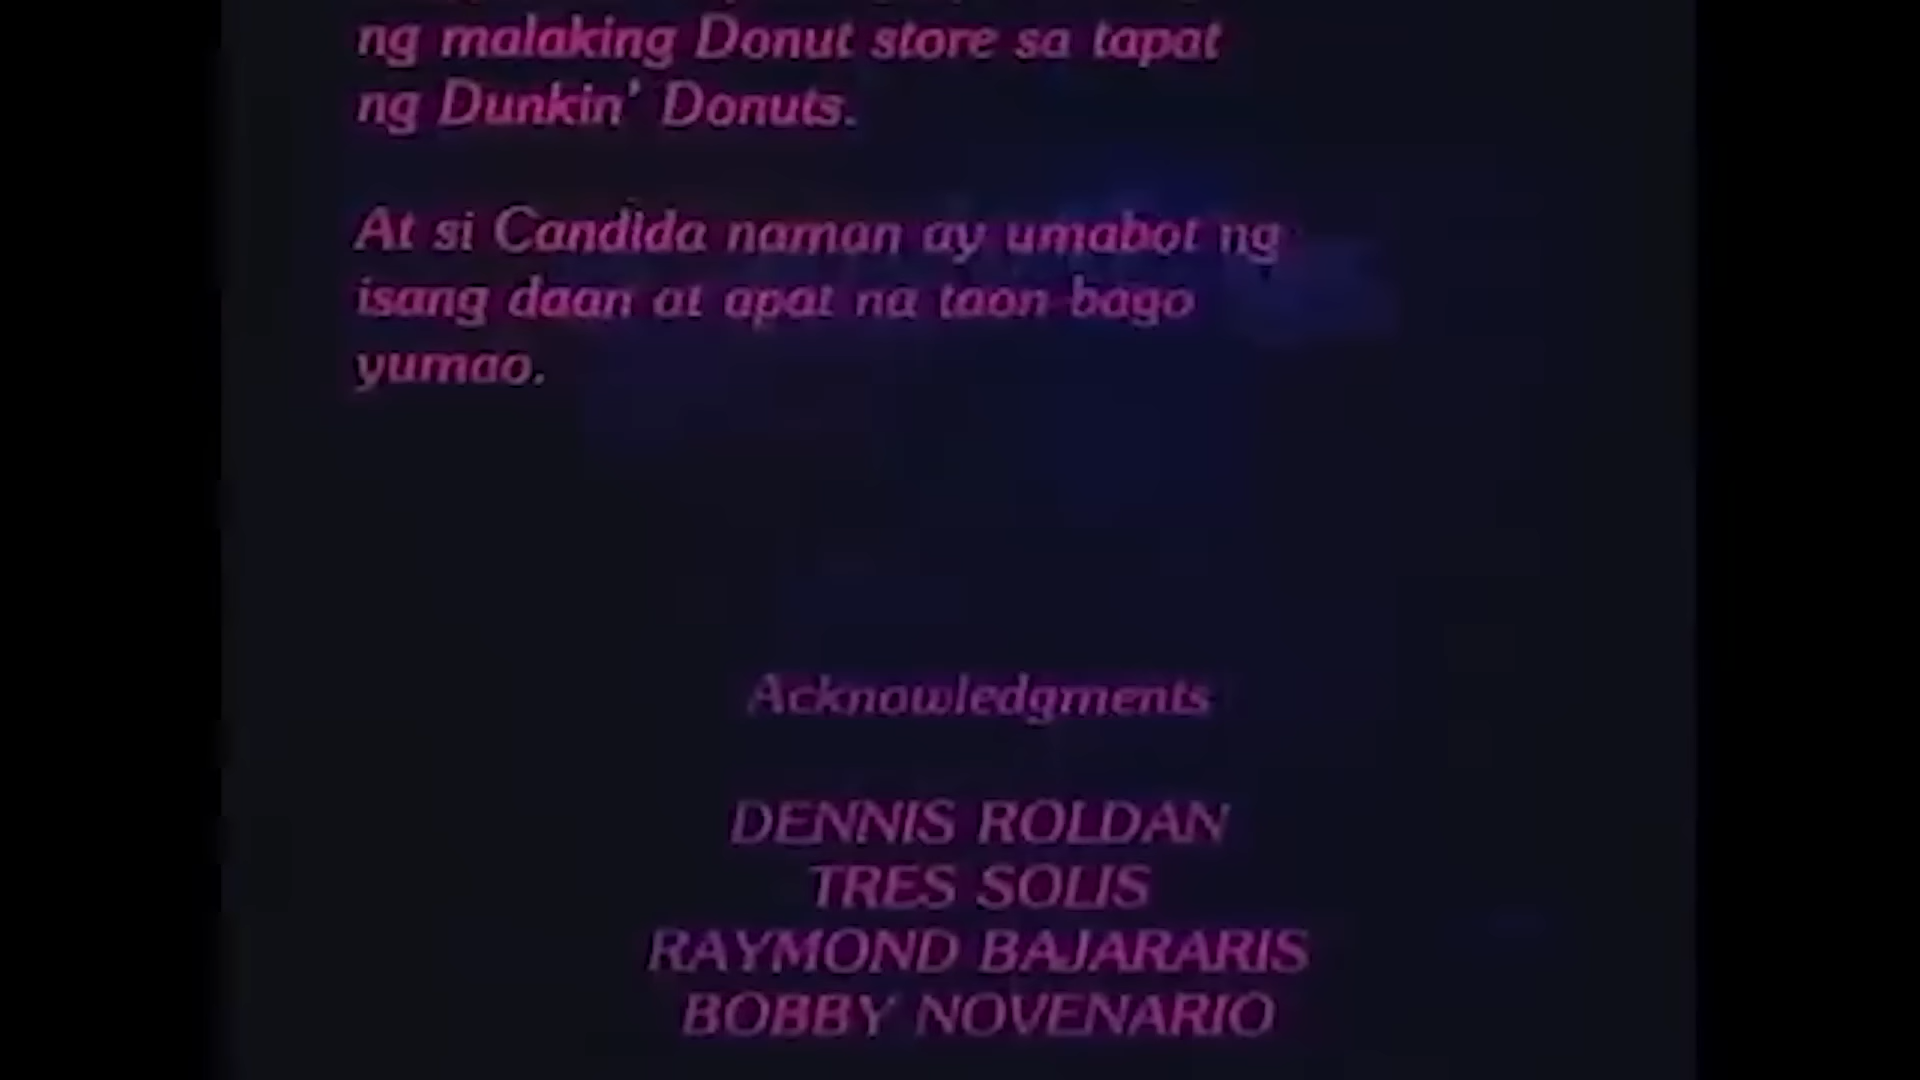 ng malaking Donut store sa tapat
ng Dunkin' Donuts.
At si Candida naman ay umabot ng
isang daan at apat na taon bago
yumao.
Acknowledgments
DENNIS ROLDAN
TRES SOLIS
RAYMOND BAJARARIS
BOBBY NOVENARIO